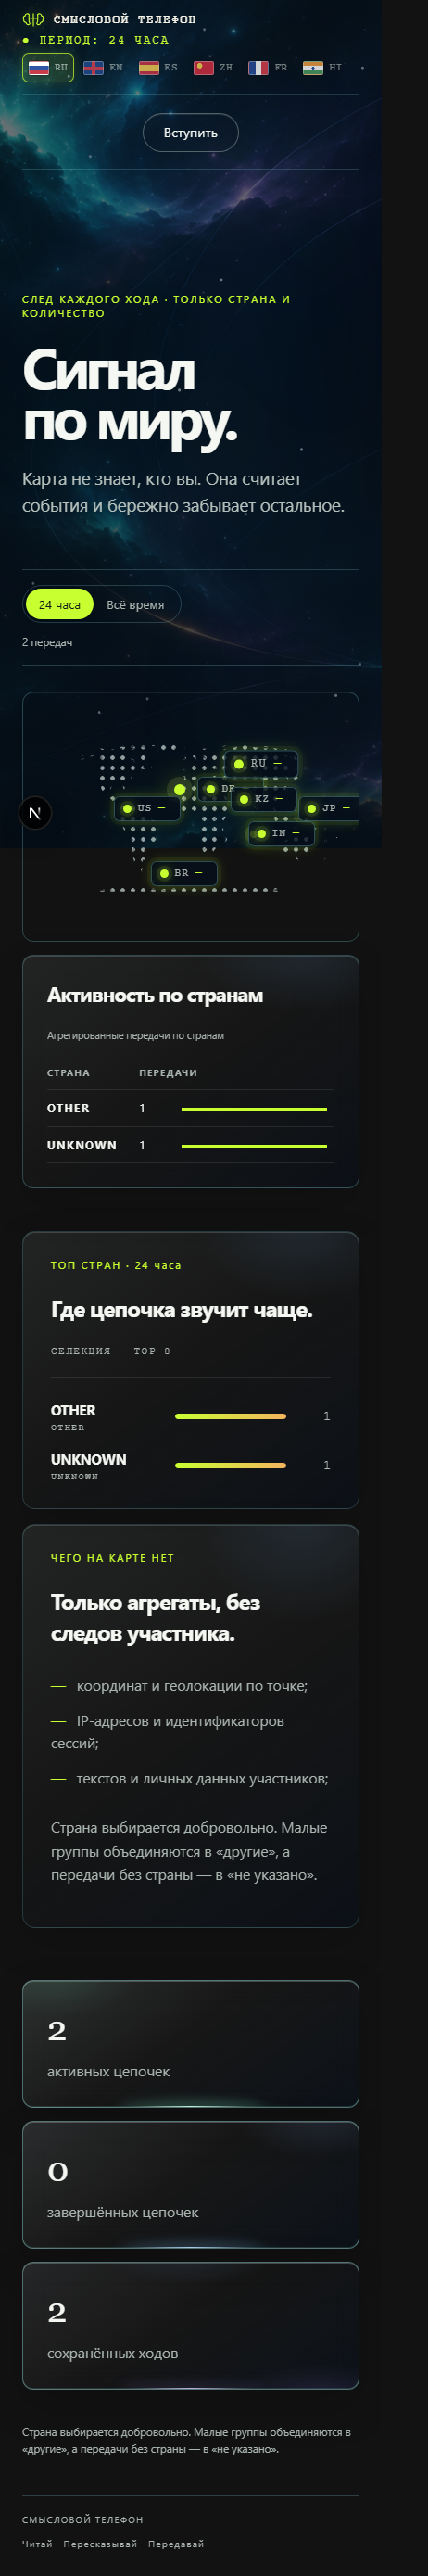 СМЫСЛОВОЙ ТЕЛЕФОН
ПЕРИОД: 24 ЧАСА
RU EN ES ZH FR HI
Вступить
СЛЕД КАЖДОГО ХОДА · ТОЛЬКО СТРАНА И
КОЛИЧЕСТВО
Сигнал
по миру.
Карта не знает, кто вы. Она считает
события и бережно забывает остальное.
24 часа Всё время
2 передач
RU —
DE
KZ —
US —
JP —
IN —
BR —
N
Активность по странам
Агрегированные передачи по странам
СТРАНА ПЕРЕДАЧИ
OTHER 1
UNKNOWN 1
ТОП СТРАН · 24 часа
Где цепочка звучит чаще.
СЕЛЕКЦИЯ · TOP-8
OTHER 1
OTHER
UNKNOWN 1
UNKNOWN
ЧЕГО НА КАРТЕ НЕТ
Только агрегаты, без
следов участника.
— координат и геолокации по точке;
— IP-адресов и идентификаторов
сессий;
— текстов и личных данных участников;
Страна выбирается добровольно. Малые
группы объединяются в «другие», а
передачи без страны — в «не указано».
2
активных цепочек
0
завершённых цепочек
2
сохранённых ходов
Страна выбирается добровольно. Малые группы объединяются в
«другие», а передачи без страны — в «не указано».
СМЫСЛОВОЙ ТЕЛЕФОН
Читай · Пересказывай · Передавай